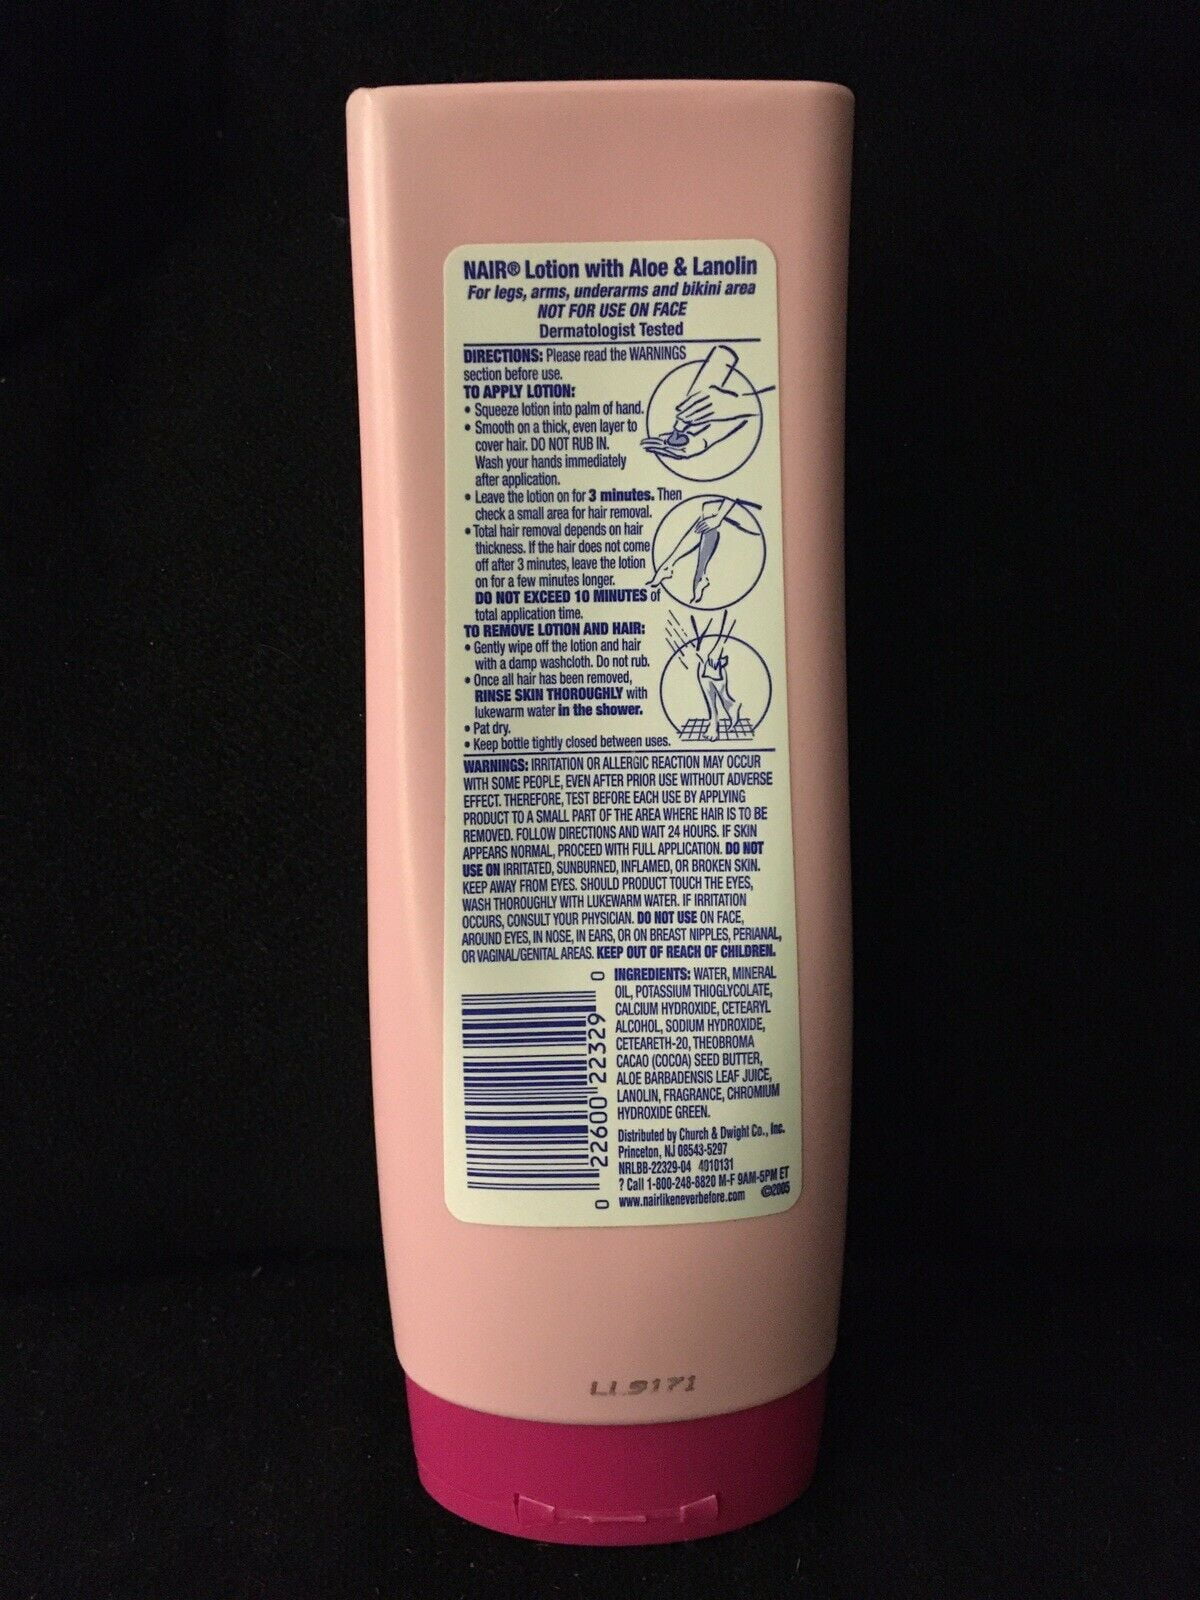 NAIR® Lotion with Aloe & Lanolin
For legs, arms, underarms and bikini area
NOT FOR USE ON FACE
Dermatologist Tested
DIRECTIONS: Please read the WARNINGS
section before use.
TO APPLY LOTION:
• Squeeze lotion into palm of hand.
• Smooth on a thick, even layer to
cover hair. DO NOT RUB IN.
Wash your hands immediately
after application.
• Leave the lotion on for 3 minutes. Then
check a small area for hair removal.
• Total hair removal depends on hair
thickness. If the hair does not come
off after 3 minutes, leave the lotion
on for a few minutes longer.
DO NOT EXCEED 10 MINUTES of
total application time.
TO REMOVE LOTION AND HAIR:
• Gently wipe off the lotion and hair
with a damp washcloth. Do not rub.
• Once all hair has been removed,
RINSE SKIN THOROUGHLY with
lukewarm water in the shower.
• Pat dry.
• Keep bottle tightly closed between uses.
WARNINGS: IRRITATION OR ALLERGIC REACTION MAY OCCUR
WITH SOME PEOPLE, EVEN AFTER PRIOR USE WITHOUT ADVERSE
EFFECT. THEREFORE, TEST BEFORE EACH USE BY APPLYING
PRODUCT TO A SMALL PART OF THE AREA WHERE HAIR IS TO BE
REMOVED. FOLLOW DIRECTIONS AND WAIT 24 HOURS. IF SKIN
APPEARS NORMAL, PROCEED WITH FULL APPLICATION. DO NOT
USE ON IRRITATED, SUNBURNED, INFLAMED, OR BROKEN SKIN.
KEEP AWAY FROM EYES. SHOULD PRODUCT TOUCH THE EYES,
WASH THOROUGHLY WITH LUKEWARM WATER. IF IRRITATION
OCCURS, CONSULT YOUR PHYSICIAN. DO NOT USE ON FACE,
AROUND EYES, IN NOSE, IN EARS, OR ON BREAST NIPPLES, PERIANAL,
OR VAGINAL/GENITAL AREAS. KEEP OUT OF REACH OF CHILDREN.
INGREDIENTS: WATER, MINERAL
OIL, POTASSIUM THIOGLYCOLATE,
CALCIUM HYDROXIDE, CETEARYL
ALCOHOL, SODIUM HYDROXIDE,
CETEARETH-20, THEOBROMA
CACAO (COCOA) SEED BUTTER,
ALOE BARBADENSIS LEAF JUICE,
LANOLIN, FRAGRANCE, CHROMIUM
HYDROXIDE GREEN.
Distributed by Church & Dwight Co., Inc.
Princeton, NJ 08543-5297
NRLBB-22329-04 4010131
? Call 1-800-248-8820 M-F 9AM-5PM ET
www.nairlikeneverbefore.com ©2005
0 22600 22329 0
LL9171